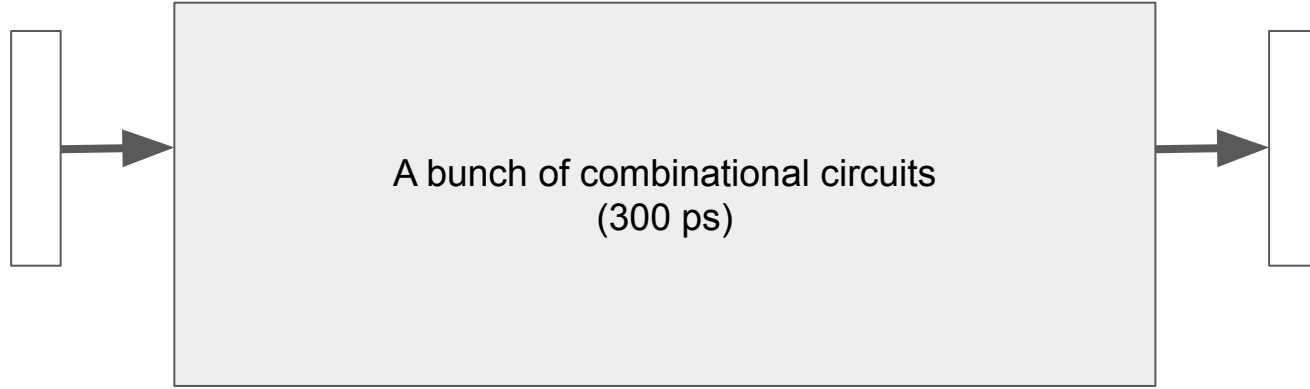 A bunch of combinational circuits
(300 ps)